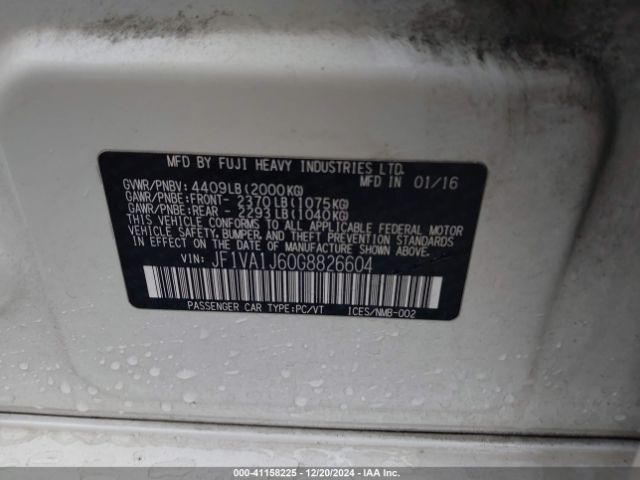 MFD BY FUJI HEAVY INDUSTRIES LTD.
GVWR/PNBV: 4409LB(2000KG) MFD IN 01/16
GAWR/PNBE:FRONT- 2370LB(1075KG)
GAWR/PNBE:REAR - 2293LB(1040KG)
THIS VEHICLE CONFORMS TO ALL APPLICABLE FEDERAL MOTOR
VEHICLE SAFETY, BUMPER, AND THEFT PREVENTION STANDARDS
IN EFFECT ON THE DATE OF MANUFACTURE SHOWN ABOVE.
VIN: JF1VA1J60G8826604
PASSENGER CAR TYPE:PC/VT ICES/NMB-002
000-41158225 - 12/20/2024 - IAA Inc.